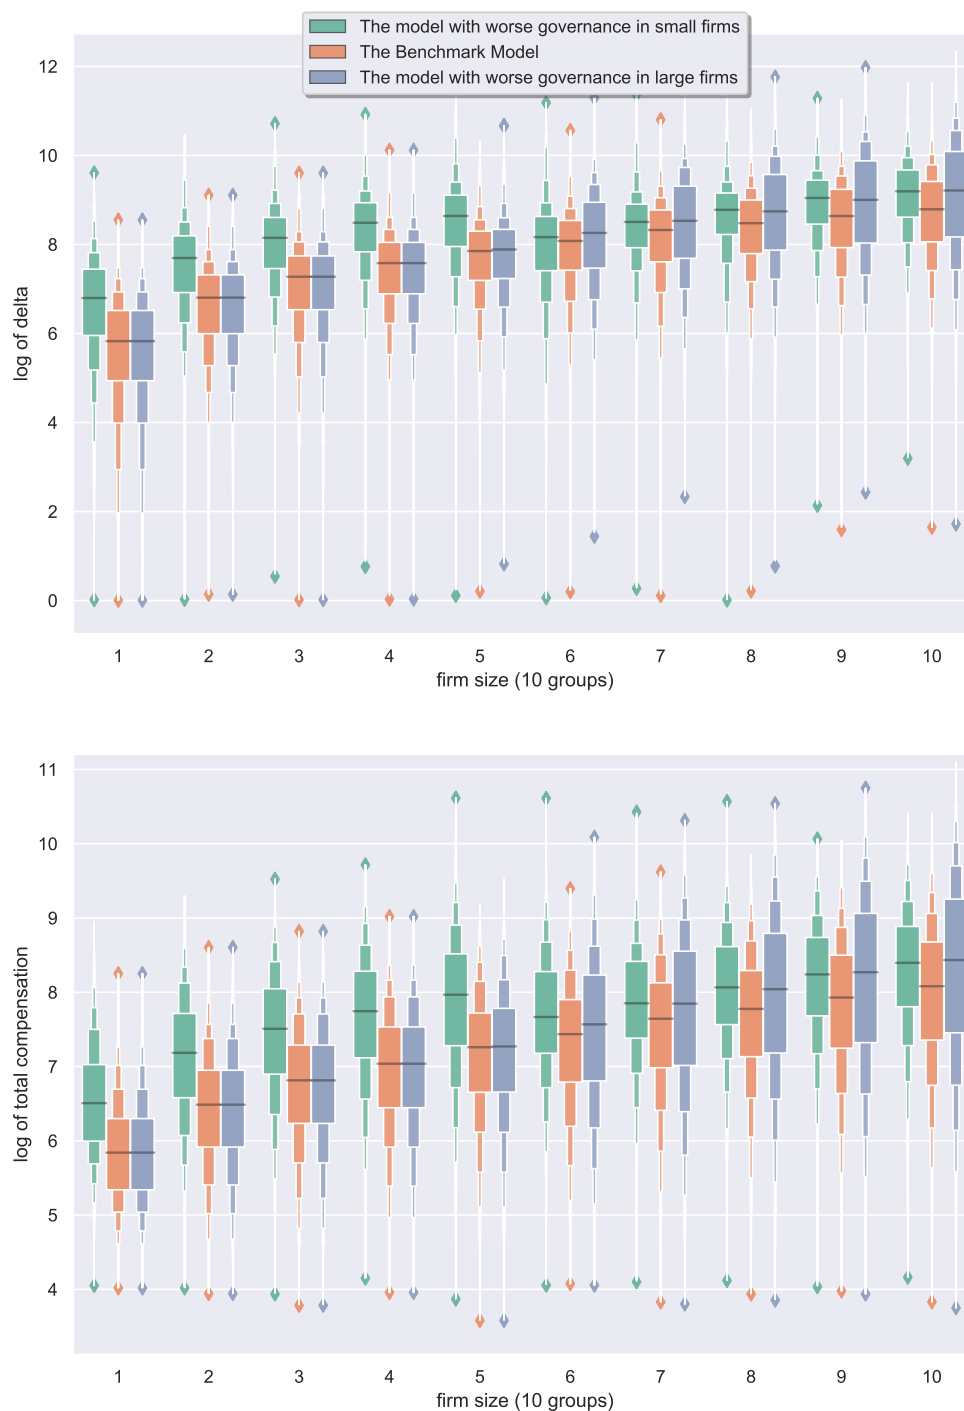 The model with worse governance in small firms
The Benchmark Model
The model with worse governance in large firms
12
10
8
6
4
2
0
log of delta
1 2 3 4 5 6 7 8 9 10
firm size (10 groups)
11
10
9
8
7
6
5
4
log of total compensation
1 2 3 4 5 6 7 8 9 10
firm size (10 groups)